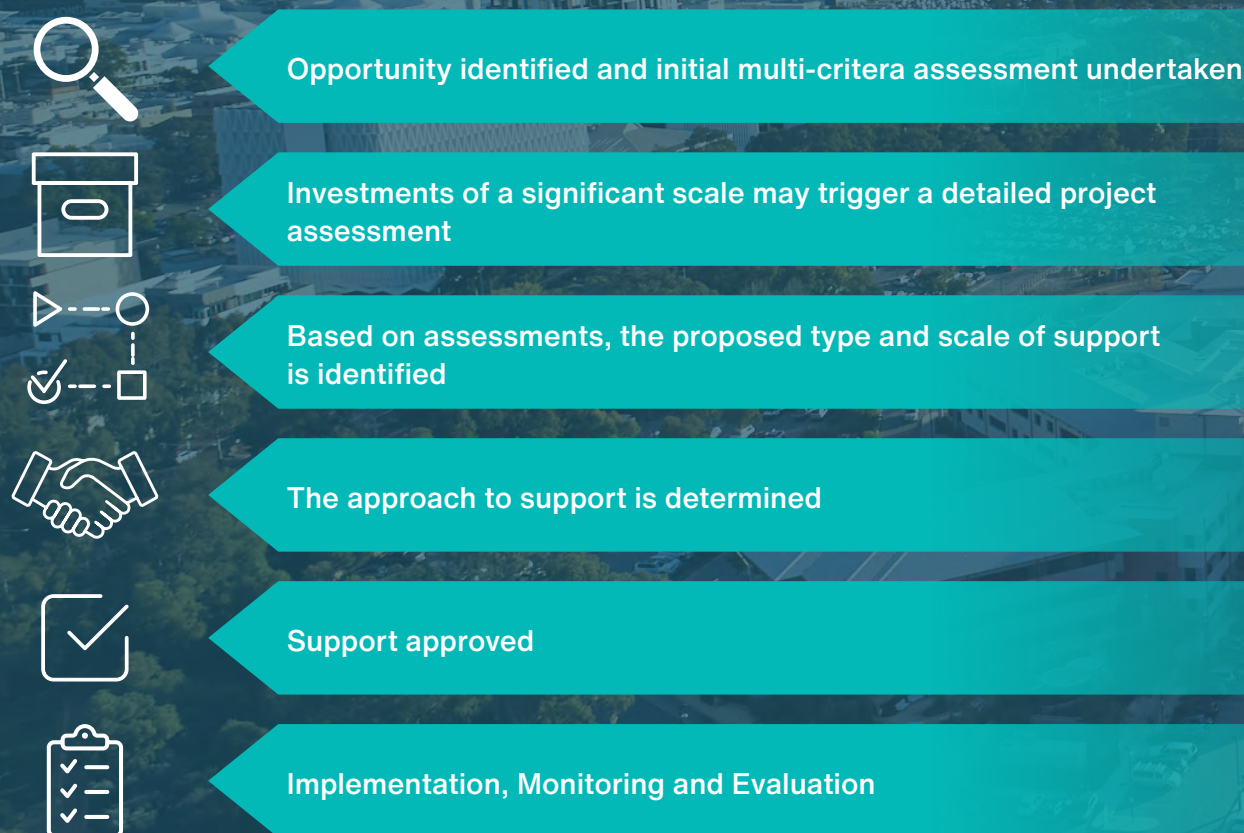 Opportunity identified and initial multi-critera assessment undertaken
Investments of a significant scale may trigger a detailed project
assessment
Based on assessments, the proposed type and scale of support
is identified
The approach to support is determined
Support approved
Implementation, Monitoring and Evaluation